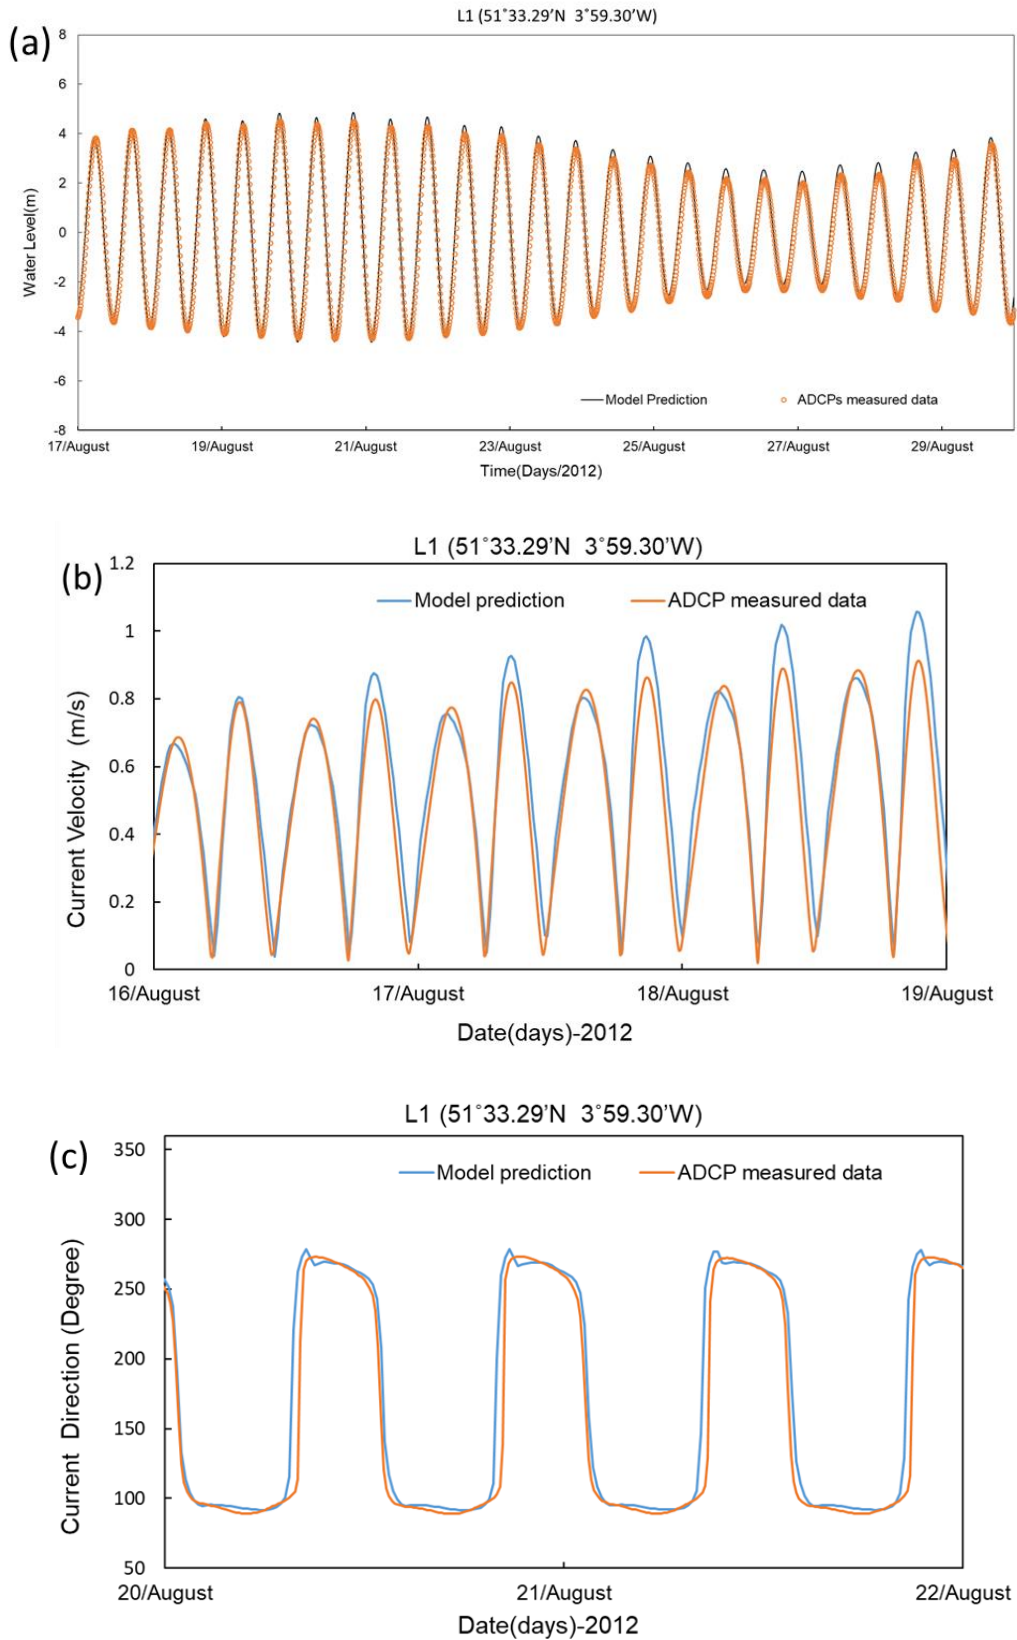 L1 (51˚33.29’N 3˚59.30’W)
(a)
8
6
4
2
0
-2
-4
-6
-8
Water Level(m)
Model Prediction
ADCPs measured data
17/August 19/August 21/August 23/August 25/August 27/August 29/August
Time(Days/2012)
L1 (51˚33.29’N 3˚59.30’W)
(b)
1.2
1
0.8
0.6
0.4
0.2
0
Current Velocity (m/s)
Model prediction
ADCP measured data
16/August 17/August 18/August 19/August
Date(days)-2012
L1 (51˚33.29’N 3˚59.30’W)
(c)
350
300
250
200
150
100
50
Current Direction (Degree)
Model prediction
ADCP measured data
20/August 21/August 22/August
Date(days)-2012